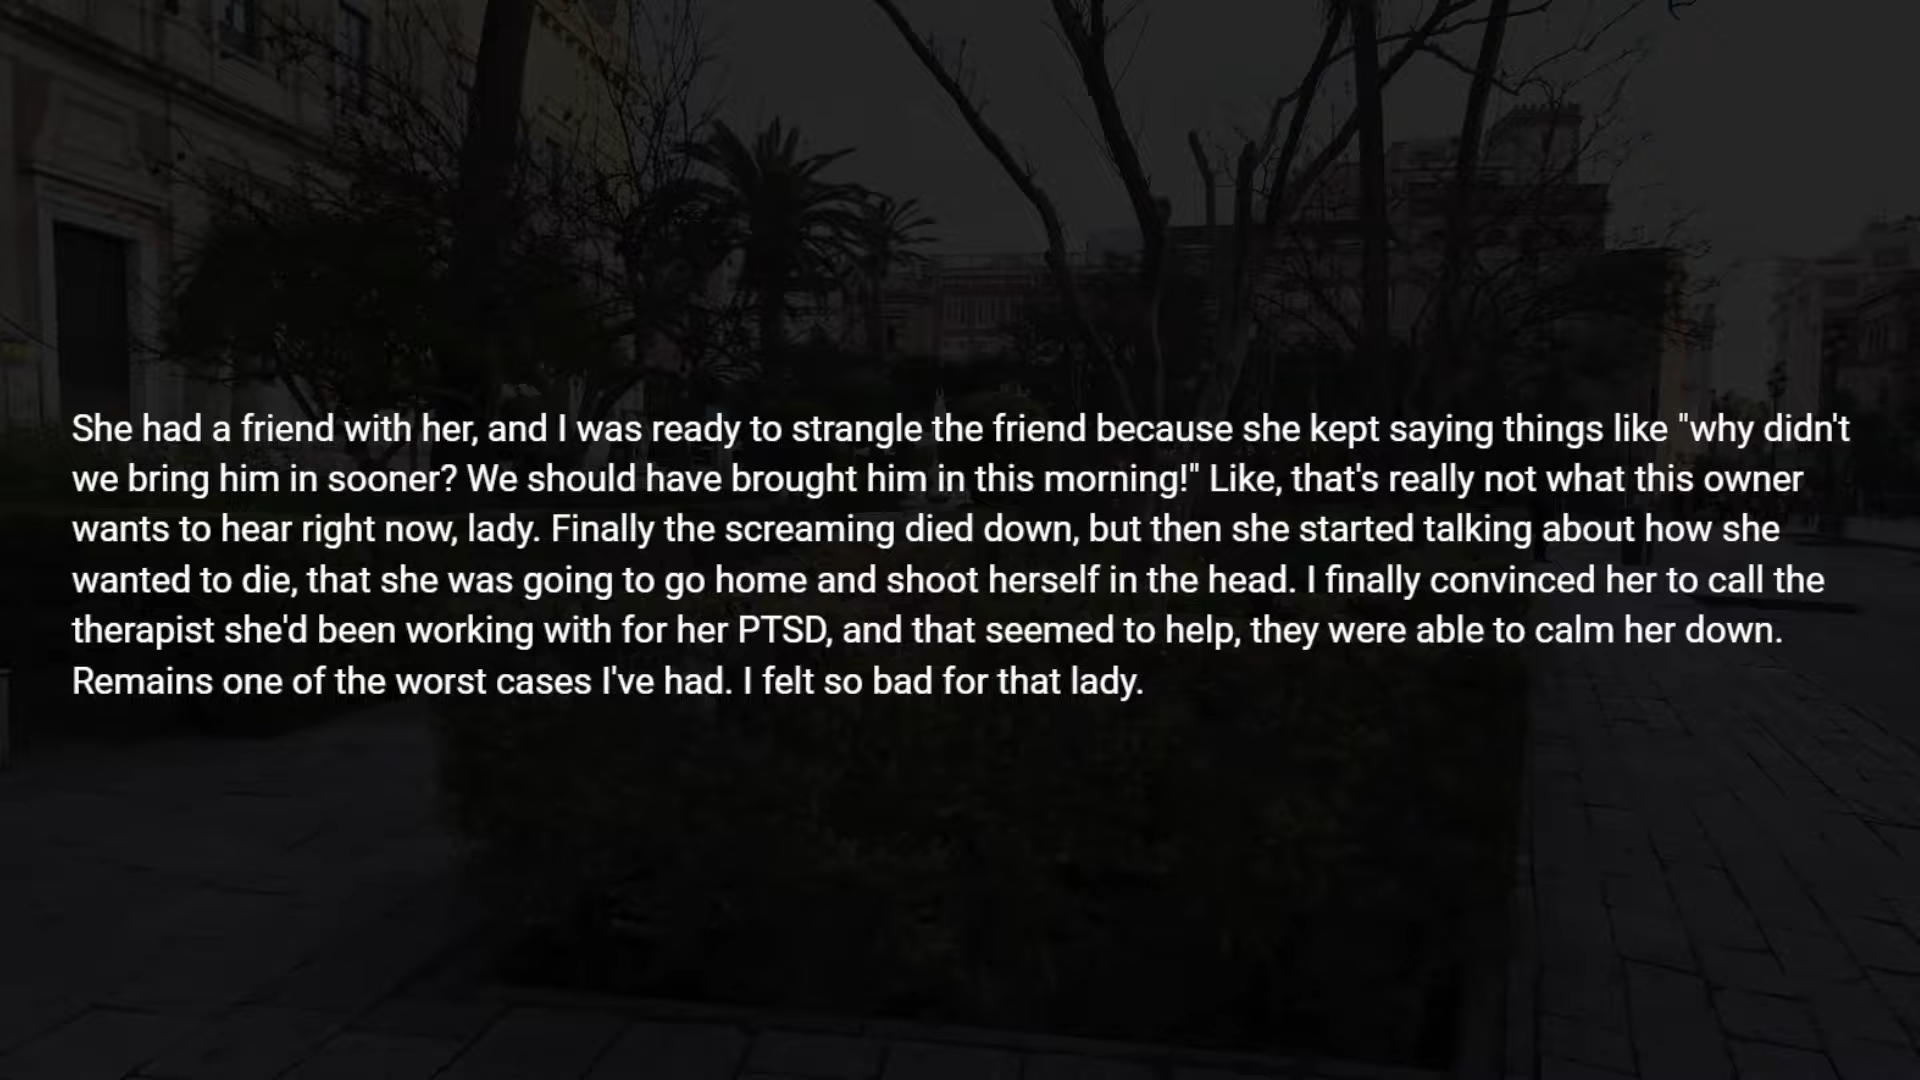 She had a friend with her, and I was ready to strangle the friend because she kept saying things like "why didn't
we bring him in sooner? We should have brought him in this morning!" Like, that's really not what this owner
wants to hear right now, lady. Finally the screaming died down, but then she started talking about how she
wanted to die, that she was going to go home and shoot herself in the head. I finally convinced her to call the
therapist she'd been working with for her PTSD, and that seemed to help, they were able to calm her down.
Remains one of the worst cases I've had. I felt so bad for that lady.